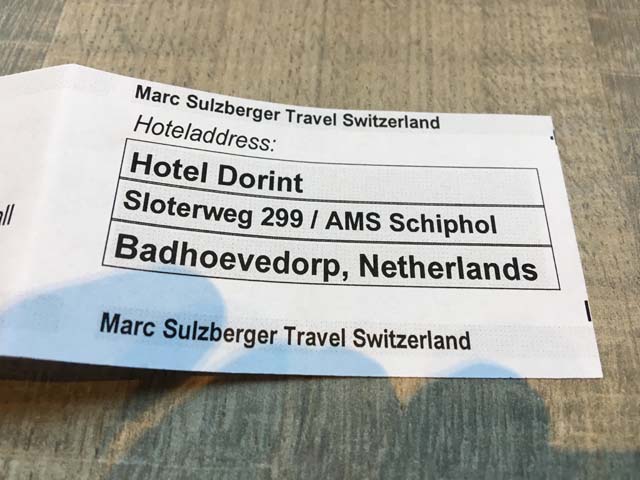 Marc Sulzberger Travel Switzerland
Hoteladdress:
Hotel Dorint
Sloterweg 299 / AMS Schiphol
Badhoevedorp, Netherlands
Marc Sulzberger Travel Switzerland